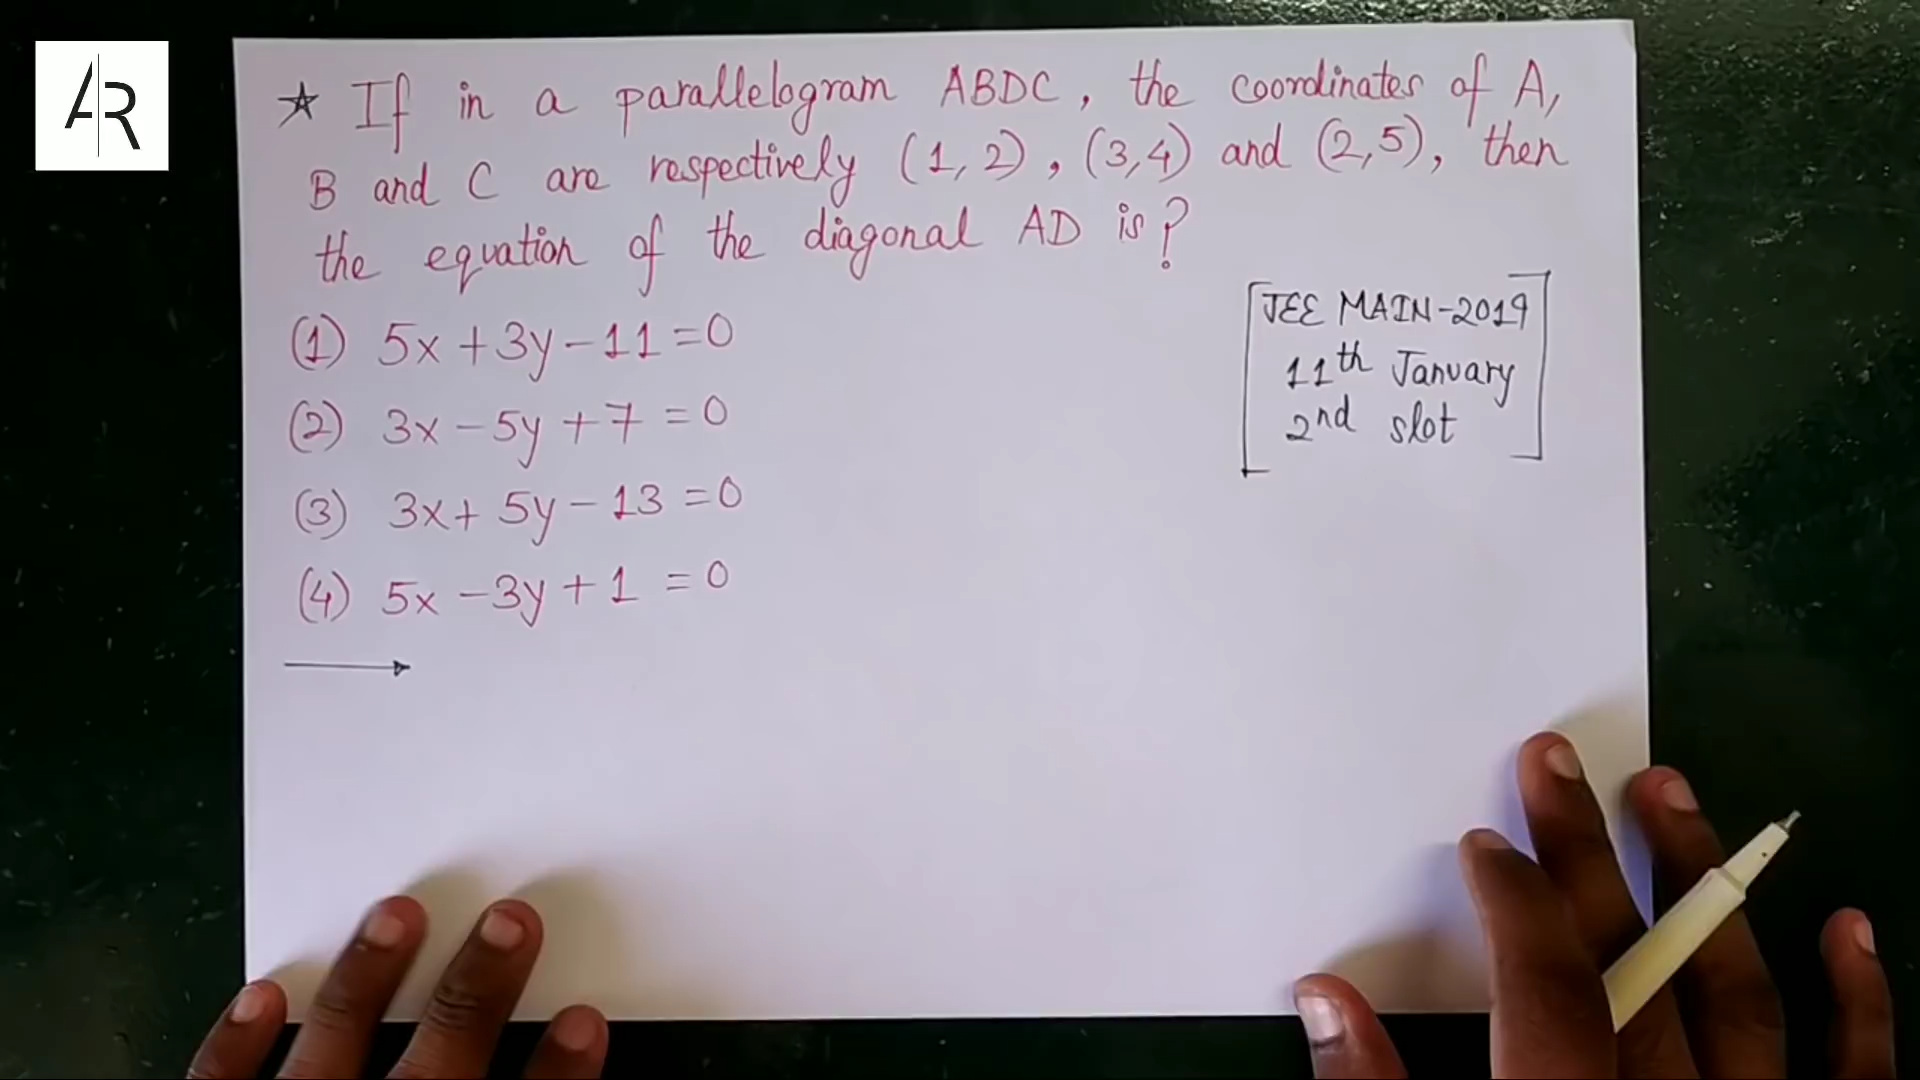 AR
☆ If in a parallelogram ABDC, the coordinates of A,
B and C are respectively (1,2), (3,4) and (2,5), then
the equation of the diagonal AD is?
(1) 5x+3y-11=0
(2) 3x-5y+7=0
(3) 3x+5y-13=0
(4) 5x-3y+1=0
[JEE MAIN-2019
11th January
2nd slot]